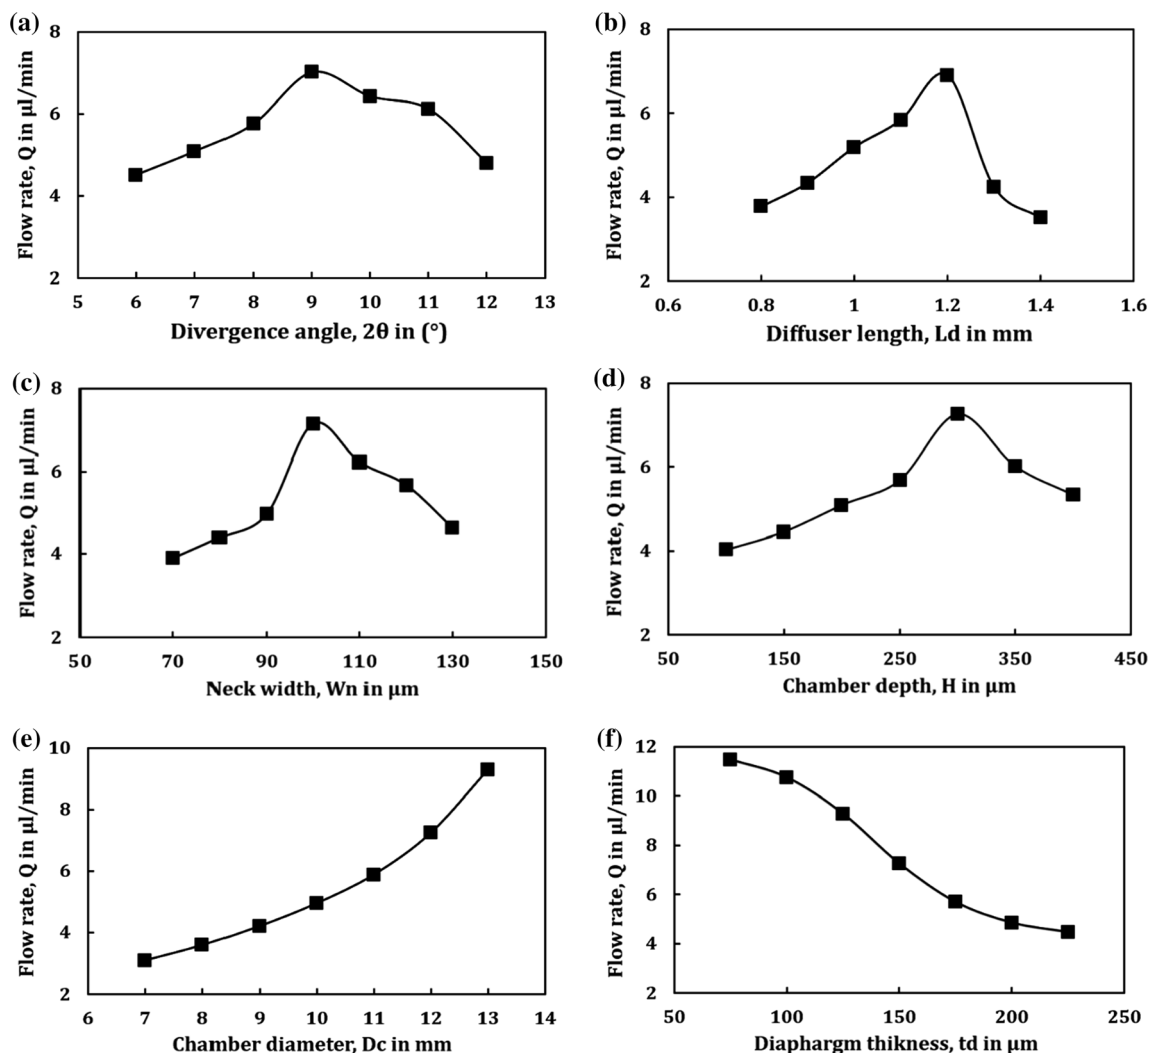 (a)
Flow rate, Q in µl/min
8
6
4
2
5 6 7 8 9 10 11 12 13
Divergence angle, 2θ in (°)
(b)
Flow rate, Q in µl/min
8
6
4
2
0.6 0.8 1 1.2 1.4 1.6
Diffuser length, Ld in mm
(c)
Flow rate, Q in µl/min
8
6
4
2
50 70 90 110 130 150
Neck width, Wn in µm
(d)
Flow rate, Q in µl/min
8
6
4
2
50 150 250 350 450
Chamber depth, H in µm
(e)
Flow rate, Q in µl/min
10
8
6
4
2
6 7 8 9 10 11 12 13 14
Chamber diameter, Dc in mm
(f)
Flow rate, Q in µl/min
12
10
8
6
4
2
50 100 150 200 250
Diaphargm thikness, td in µm